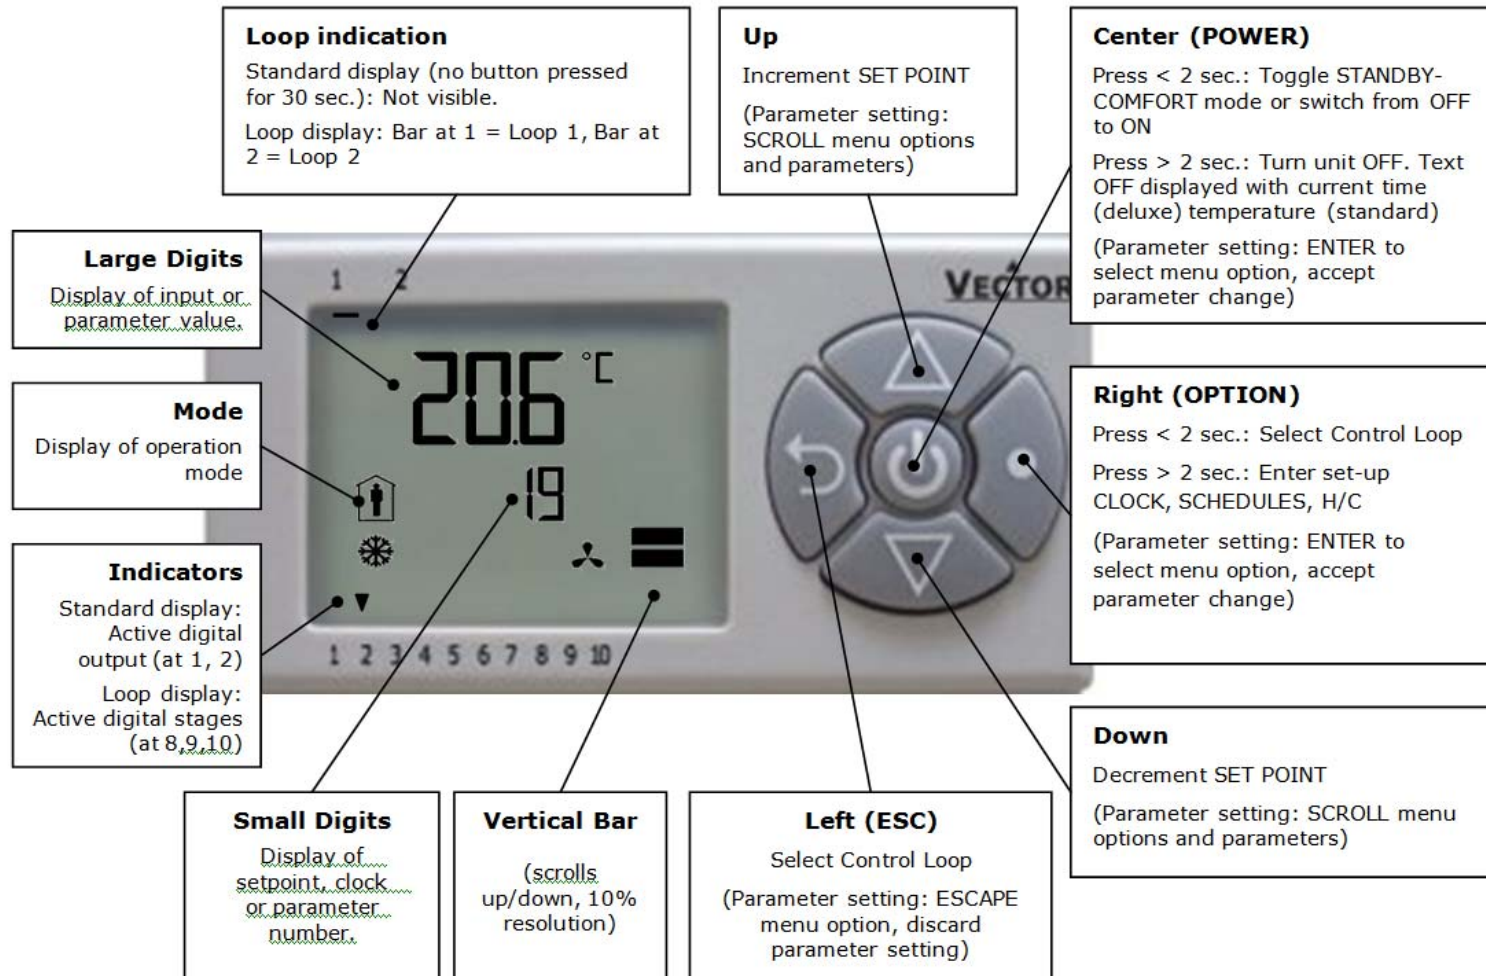 Loop indication
Standard display (no button pressed
for 30 sec.): Not visible.
Loop display: Bar at 1 = Loop 1, Bar at
2 = Loop 2
Up
Increment SET POINT
(Parameter setting:
SCROLL menu options
and parameters)
Center (POWER)
Press < 2 sec.: Toggle STANDBY-
COMFORT mode or switch from OFF
to ON
Press > 2 sec.: Turn unit OFF. Text
OFF displayed with current time
(deluxe) temperature (standard)
(Parameter setting: ENTER to
select menu option, accept
parameter change)
Large Digits
Display of input or
parameter value.
Mode
Display of operation
mode
Indicators
Standard display:
Active digital
output (at 1, 2)
Loop display:
Active digital stages
(at 8,9,10)
1 2
VECTOR
20.6 °C
19
1 2 3 4 5 6 7 8 9 10
Right (OPTION)
Press < 2 sec.: Select Control Loop
Press > 2 sec.: Enter set-up
CLOCK, SCHEDULES, H/C
(Parameter setting: ENTER to
select menu option, accept
parameter change)
Small Digits
Display of
setpoint, clock
or parameter
number.
Vertical Bar
(scrolls
up/down, 10%
resolution)
Left (ESC)
Select Control Loop
(Parameter setting: ESCAPE
menu option, discard
parameter setting)
Down
Decrement SET POINT
(Parameter setting: SCROLL menu
options and parameters)